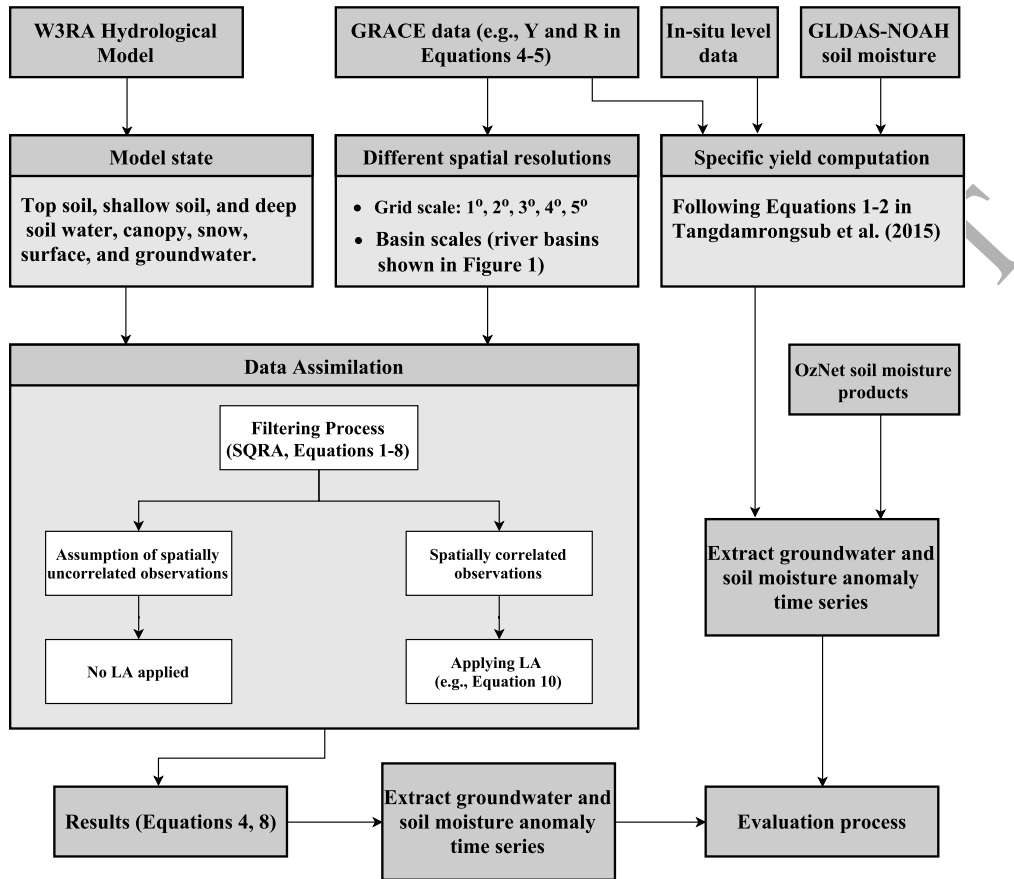 W3RA Hydrological
Model
GRACE data (e.g., Y and R in
Equations 4-5)
In-situ level
data
GLDAS-NOAH
soil moisture
Model state
Top soil, shallow soil, and deep
soil water, canopy, snow,
surface, and groundwater.
Different spatial resolutions
• Grid scale: 1⁰, 2⁰, 3⁰, 4⁰, 5⁰
• Basin scales (river basins
shown in Figure 1)
Specific yield computation
Following Equations 1-2 in
Tangdamrongsub et al. (2015)
T
Data Assimilation
Filtering Process
(SQRA, Equations 1-8)
Assumption of spatially
uncorrelated observations
Spatially correlated
observations
No LA applied
Applying LA
(e.g., Equation 10)
OzNet soil moisture
products
Extract groundwater and
soil moisture anomaly
time series
Results (Equations 4, 8)
Extract groundwater and
soil moisture anomaly
time series
Evaluation process